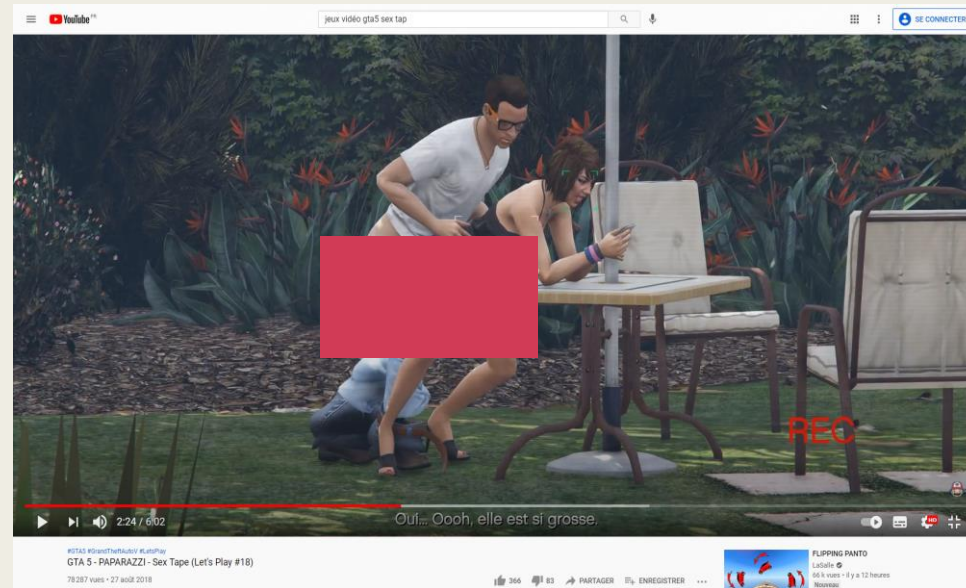 YouTube FR
jeux vidéo gta5 sex tap
SE CONNECTER
REC
Oui... Oooh, elle est si grosse.
2:24 / 6:02
HD
#GTA5 #GrandTheftAutoV #LetsPlay
GTA 5 - PAPARAZZI - Sex Tape (Let's Play #18)
78 287 vues • 27 août 2018
366
83
PARTAGER
ENREGISTRER
FLIPPING PANTO
LaSalle
66 k vues • il y a 12 heures
Nouveau